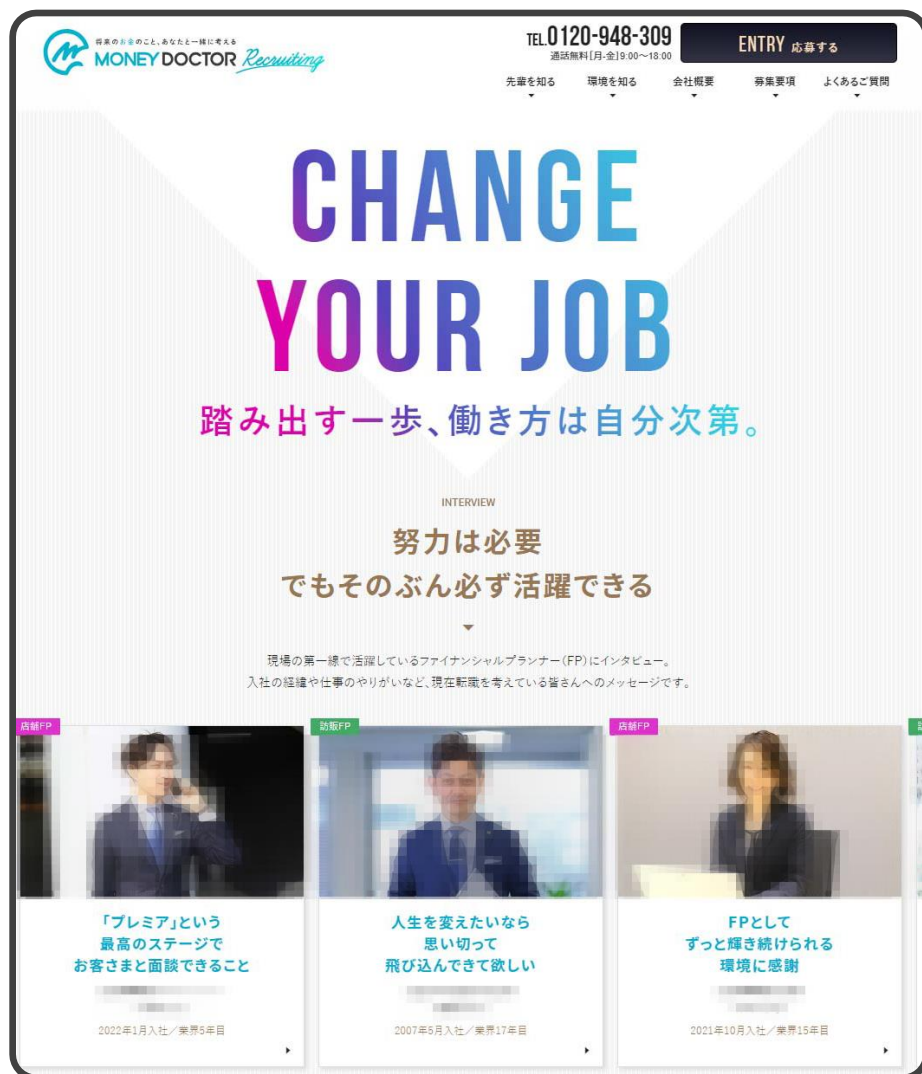 将来のお金のこと、あなたと一緒に考える
MONEY DOCTOR Recruiting
TEL.0120-948-309
通話無料[月-金]9:00〜18:00
ENTRY 応募する
先輩を知る 環境を知る 会社概要 募集要項 よくあるご質問
CHANGE
YOUR JOB
踏み出す一歩、働き方は自分次第。
INTERVIEW
努力は必要
でもそのぶん必ず活躍できる
現場の第一線で活躍しているファイナンシャルプランナー(FP)にインタビュー。
入社の経緯や仕事のやりがいなど、現在転職を考えている皆さんへのメッセージです。
店舗FP
「プレミア」という
最高のステージで
お客さまと面談できること
2022年1月入社／業界5年目
訪販FP
人生を変えたいなら
思い切って
飛び込んできて欲しい
2007年5月入社／業界17年目
店舗FP
FPとして
ずっと輝き続けられる
環境に感謝
2021年10月入社／業界15年目